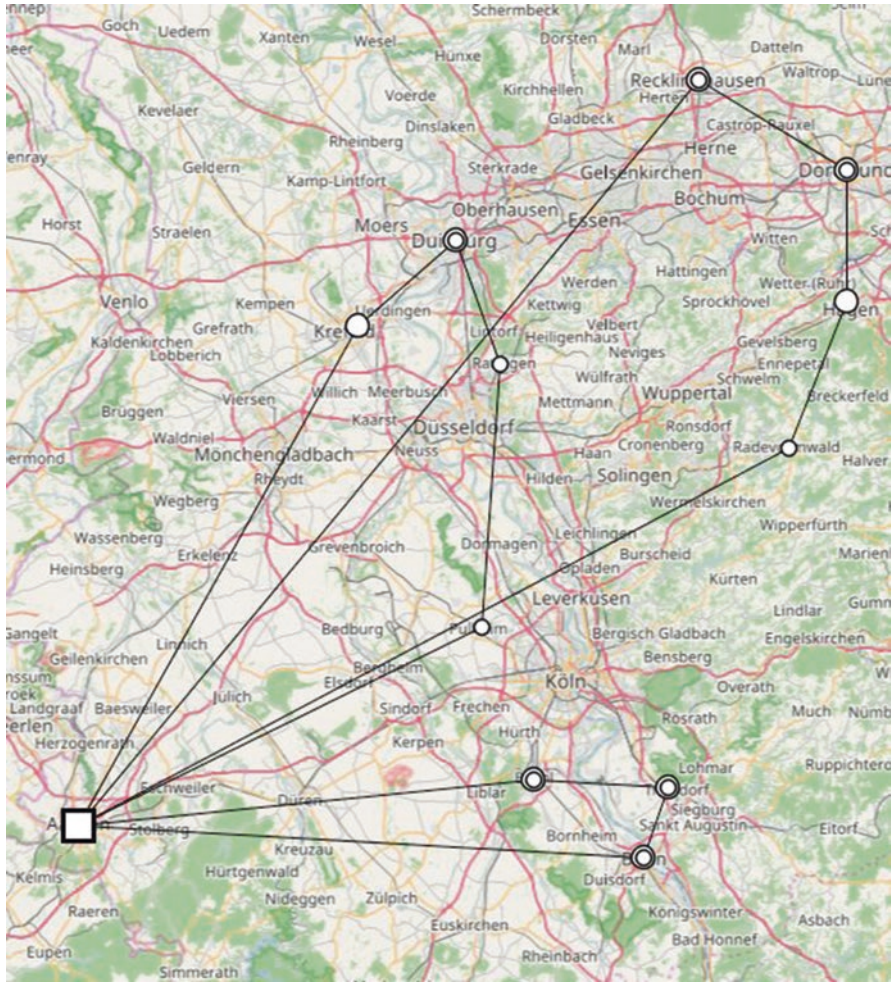 Goch
Uedem
Xanten
Wesel
Schermbeck
Hünxe
Dorsten
Marl
Datteln
Waltrop
Kevelaer
Voerde
Kirchhellen
Herten
Rheinberg
Dinslaken
Gladbeck
Castrop-Rauxel
Herne
Geldern
Kamp-Lintfort
Sterkrade
Gelsenkirchen
Bochum
Horst
Straelen
Moers
Oberhausen
Essen
Witten
Hattingen
Werden
Wetter (Ruhr)
Venlo
Kempen
Kettwig
Sprockhövel
Grefrath
Kaldenkirchen
Lobberich
Lintorf
Heiligenhaus
Velbert
Gevelsberg
Neviges
Ennepetal
Schwelm
Wülfrath
Viersen
Willich
Meerbusch
Mettmann
Wuppertal
Breckerfeld
Brüggen
Kaarst
Düsseldorf
Ronsdorf
Waldniel
Mönchengladbach
Neuss
Haan
Cronenberg
Solingen
Halver
Rheydt
Hilden
Wegberg
Wermelskirchen
Wipperfürth
Wassenberg
Erkelenz
Grevenbroich
Dormagen
Leichlingen
Burscheid
Heinsberg
Opladen
Kürten
Leverkusen
Lindlar
Gangelt
Linnich
Bedburg
Bergisch Gladbach
Engelskirchen
Geilenkirchen
Bergheim
Bensberg
Elsdorf
Köln
Overath
Landgraaf
Baesweiler
Jülich
Sindorf
Frechen
Rösrath
Much
Herzogenrath
Kerpen
Hürth
Lohmar
Eschweiler
Düren
Liblar
Siegburg
Sankt Augustin
Stolberg
Bornheim
Eitorf
Kreuzau
Kelmis
Hürtgenwald
Duisdorf
Nideggen
Zülpich
Raeren
Königswinter
Asbach
Euskirchen
Bad Honnef
Eupen
Rheinbach
Simmerath